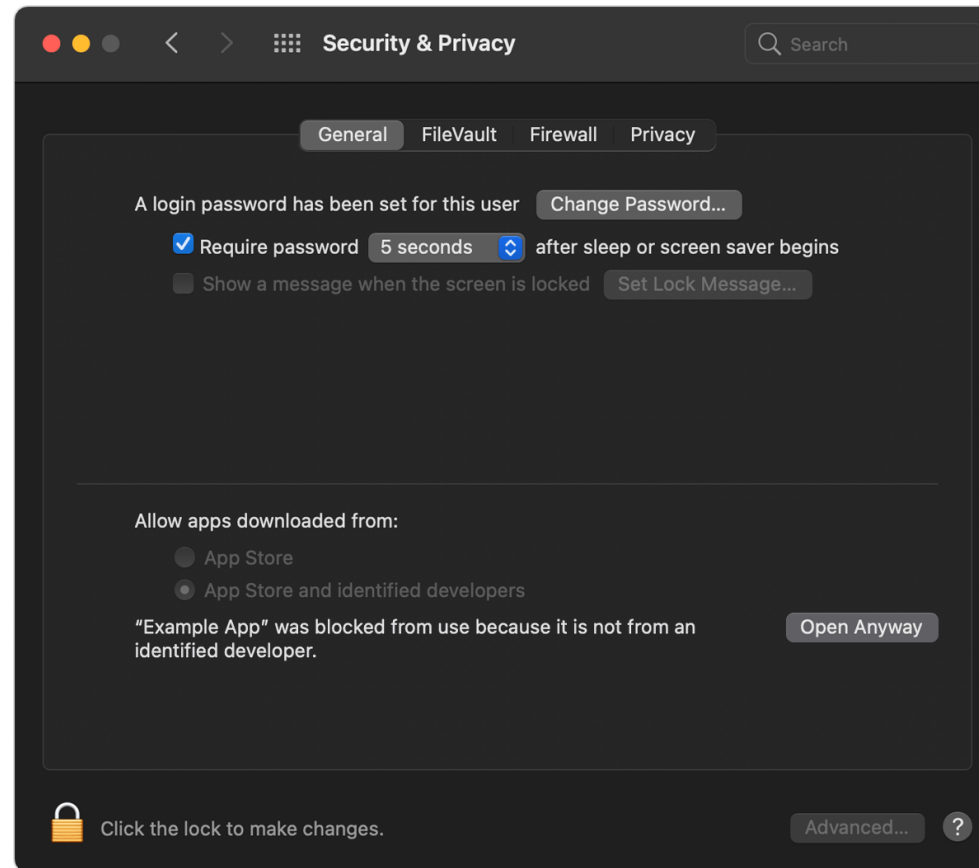 Security & Privacy
Search
General FileVault Firewall Privacy
A login password has been set for this user Change Password...
Require password 5 seconds after sleep or screen saver begins
Show a message when the screen is locked Set Lock Message...
Allow apps downloaded from:
App Store
App Store and identified developers
“Example App” was blocked from use because it is not from an
identified developer.
Open Anyway
Click the lock to make changes.
Advanced...
?